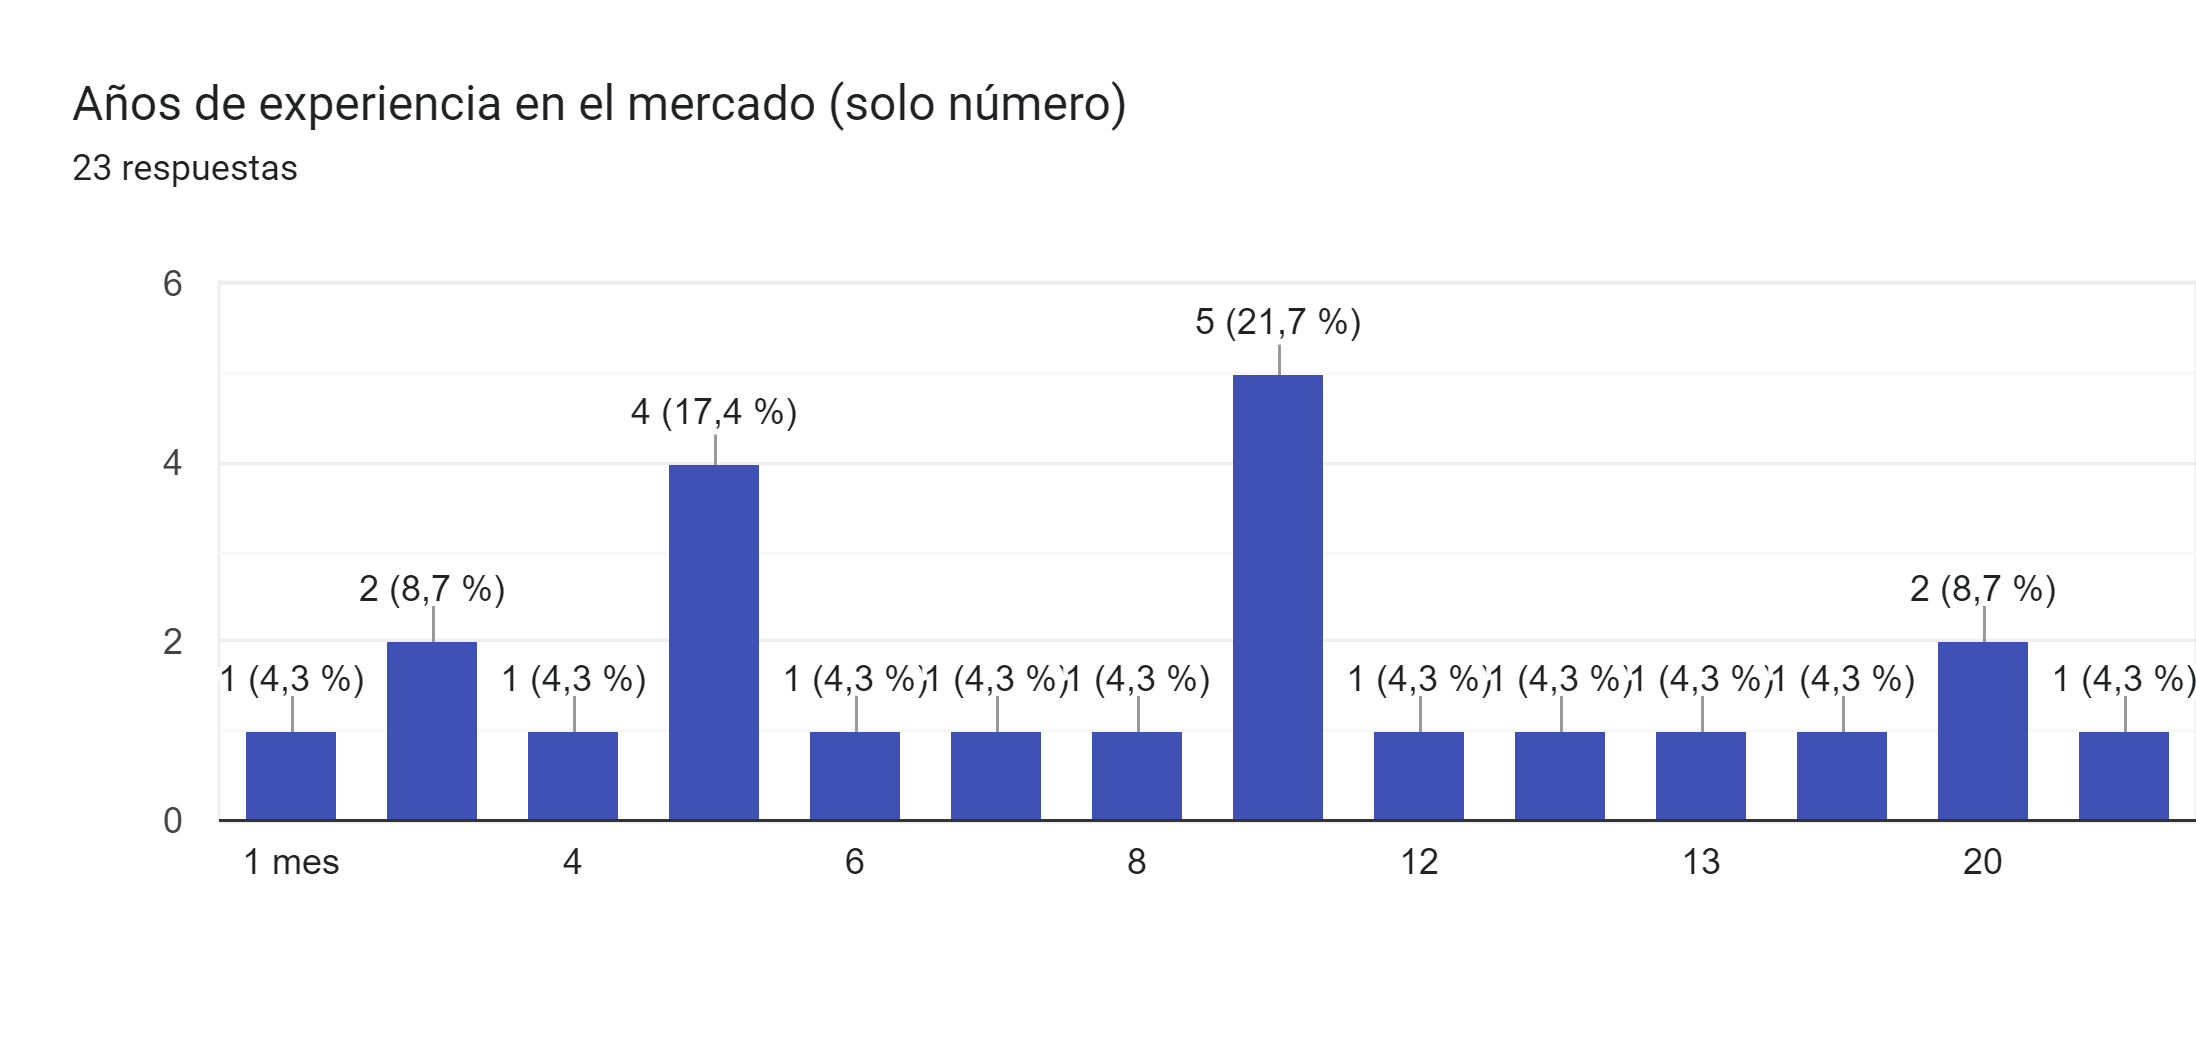 Años de experiencia en el mercado (solo número)
23 respuestas
6
5 (21,7 %)
4 (17,4 %)
4
2 (8,7 %)
2 (8,7 %)
2
1 (4,3 %)
1 (4,3 %)
1 (4,3 %)
1 (4,3 %)
1 (4,3 %)
1 (4,3 %)
1 (4,3 %)
1 (4,3 %)
1 (4,3 %)
1 (4,3 %)
0
1 mes
4
6
8
12
13
20